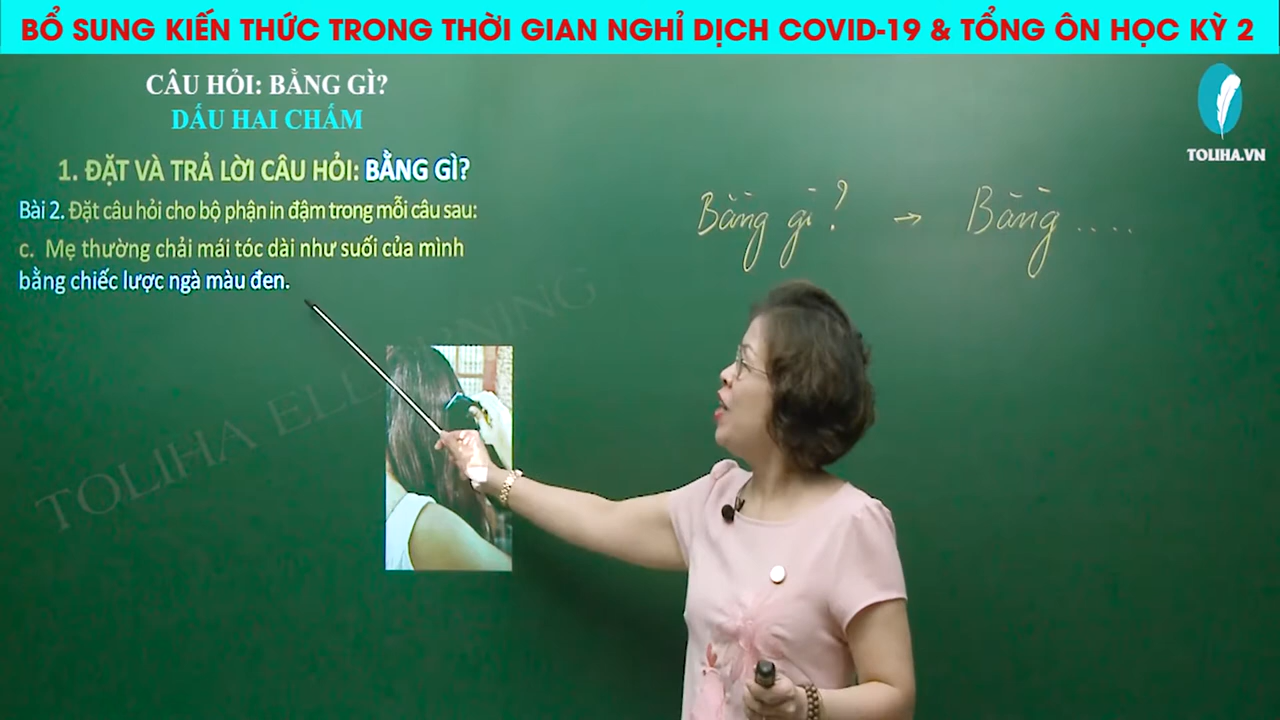 BỔ SUNG KIẾN THỨC TRONG THỜI GIAN NGHỈ DỊCH COVID-19 & TỔNG ÔN HỌC KỲ 2
CÂU HỎI: BẰNG GÌ?
DẤU HAI CHẤM
TOLIHA.VN
1. ĐẶT VÀ TRẢ LỜI CÂU HỎI: BẰNG GÌ?
Bài 2. Đặt câu hỏi cho bộ phận in đậm trong mỗi câu sau:
c. Mẹ thường chải mái tóc dài như suối của mình
bằng chiếc lược ngà màu đen.
Bằng gì? → Bằng ....
TOLIHA ELEARNING